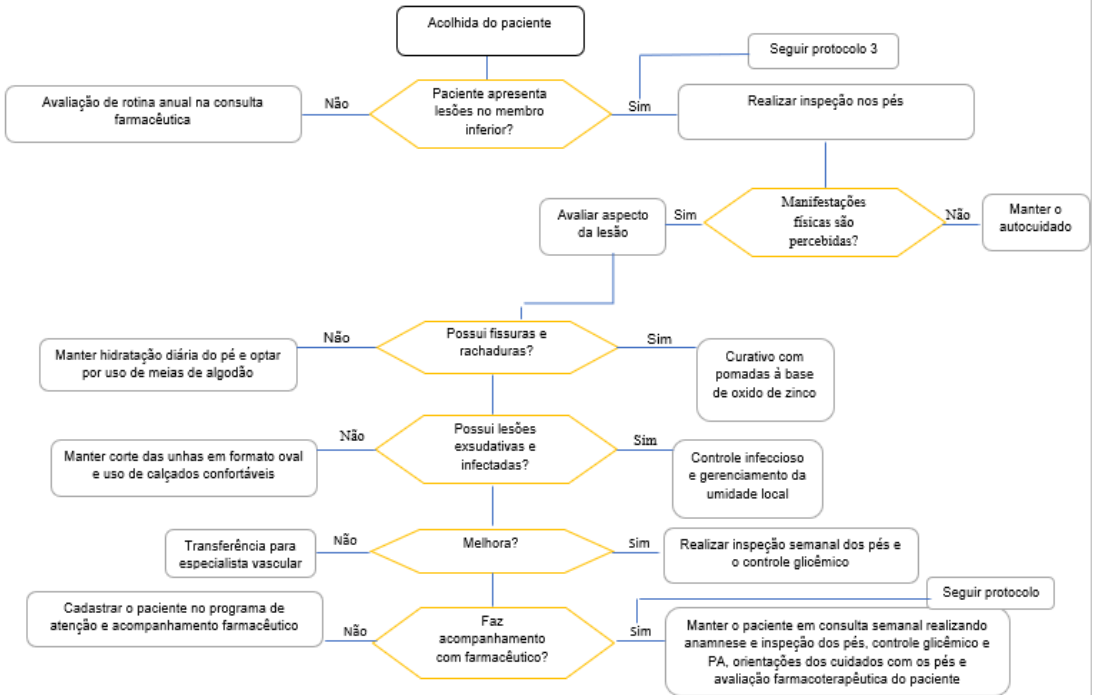 Acolhida do paciente
Seguir protocolo 3
Paciente apresenta
lesões no membro
inferior?
Não
Sim
Avaliação de rotina anual na consulta
farmacêutica
Realizar inspeção nos pés
Manifestações
físicas são
percebidas?
Sim
Não
Avaliar aspecto
da lesão
Manter o
autocuidado
Possui fissuras e
rachaduras?
Não
Sim
Manter hidratação diária do pé e optar
por uso de meias de algodão
Curativo com
pomadas à base
de oxido de zinco
Possui lesões
exsudativas e
infectadas?
Não
Sim
Manter corte das unhas em formato oval
e uso de calçados confortáveis
Controle infeccioso
e gerenciamento da
umidade local
Melhora?
Não
Sim
Transferência para
especialista vascular
Realizar inspeção semanal dos pés e
o controle glicêmico
Seguir protocolo
Cadastrar o paciente no programa de
atenção e acompanhamento farmacêutico
Não
Faz
acompanhamento
com farmacêutico?
Sim
Manter o paciente em consulta semanal realizando
anamnese e inspeção dos pés, controle glicêmico e
PA, orientações dos cuidados com os pés e
avaliação farmacoterapêutica do paciente